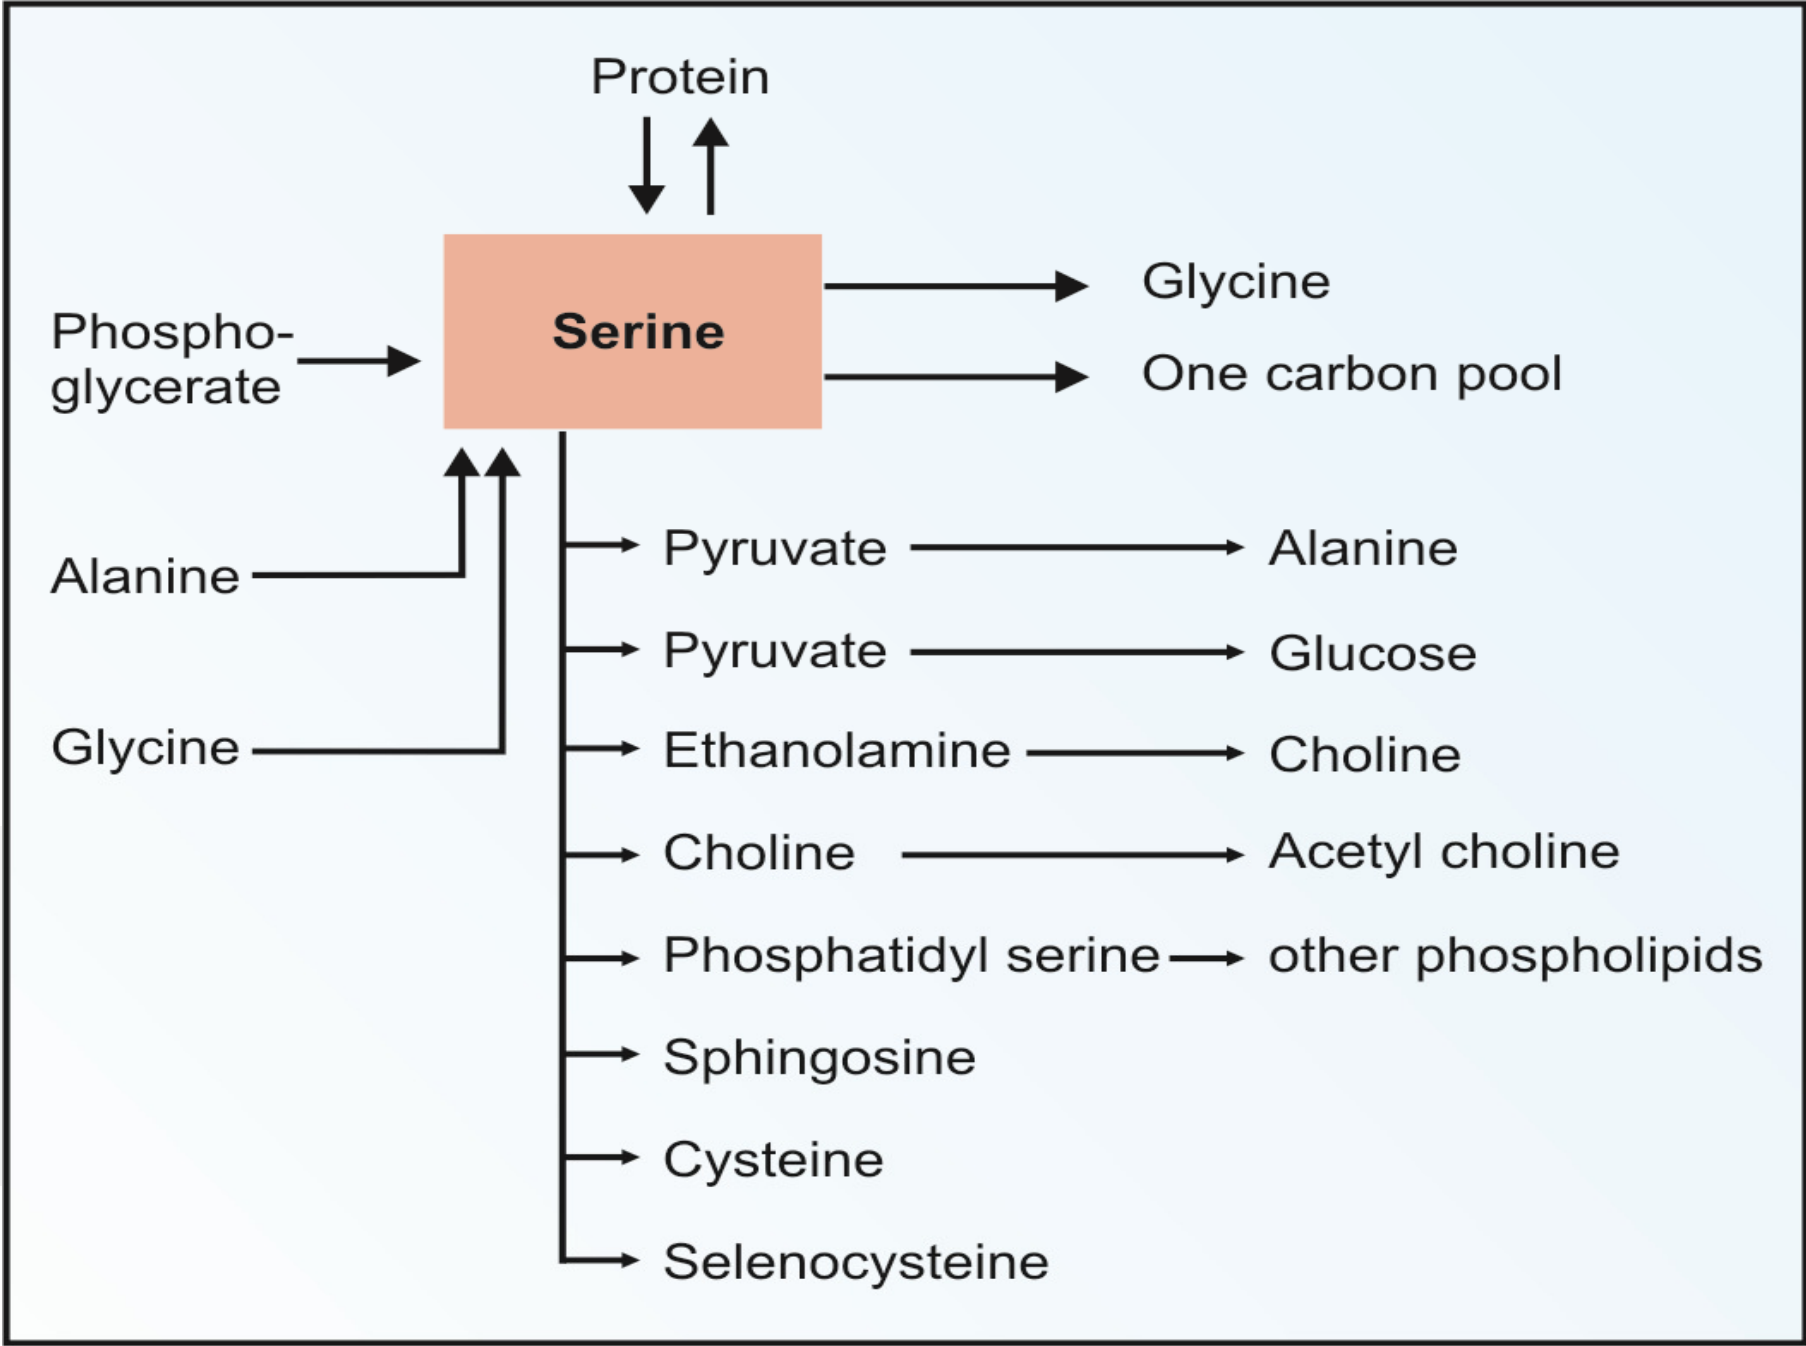 Protein
Serine
Phospho-
glycerate
Glycine
One carbon pool
Alanine
Glycine
Pyruvate Alanine
Pyruvate Glucose
Ethanolamine Choline
Choline Acetyl choline
Phosphatidyl serine other phospholipids
Sphingosine
Cysteine
Selenocysteine